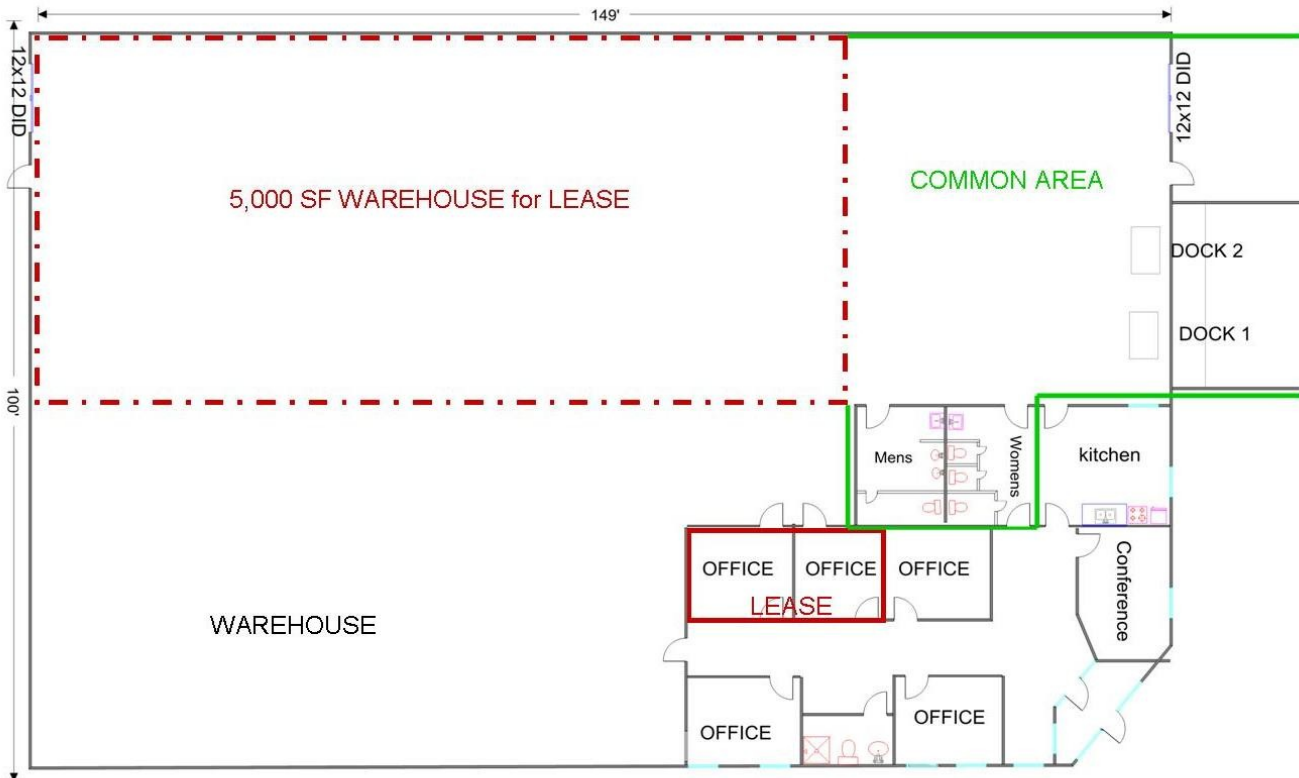 149'
12x12 DID
12x12 DID
5,000 SF WAREHOUSE for LEASE
COMMON AREA
DOCK 2
DOCK 1
100'
Mens
Womens
kitchen
OFFICE
OFFICE
OFFICE
LEASE
Conference
WAREHOUSE
OFFICE
OFFICE